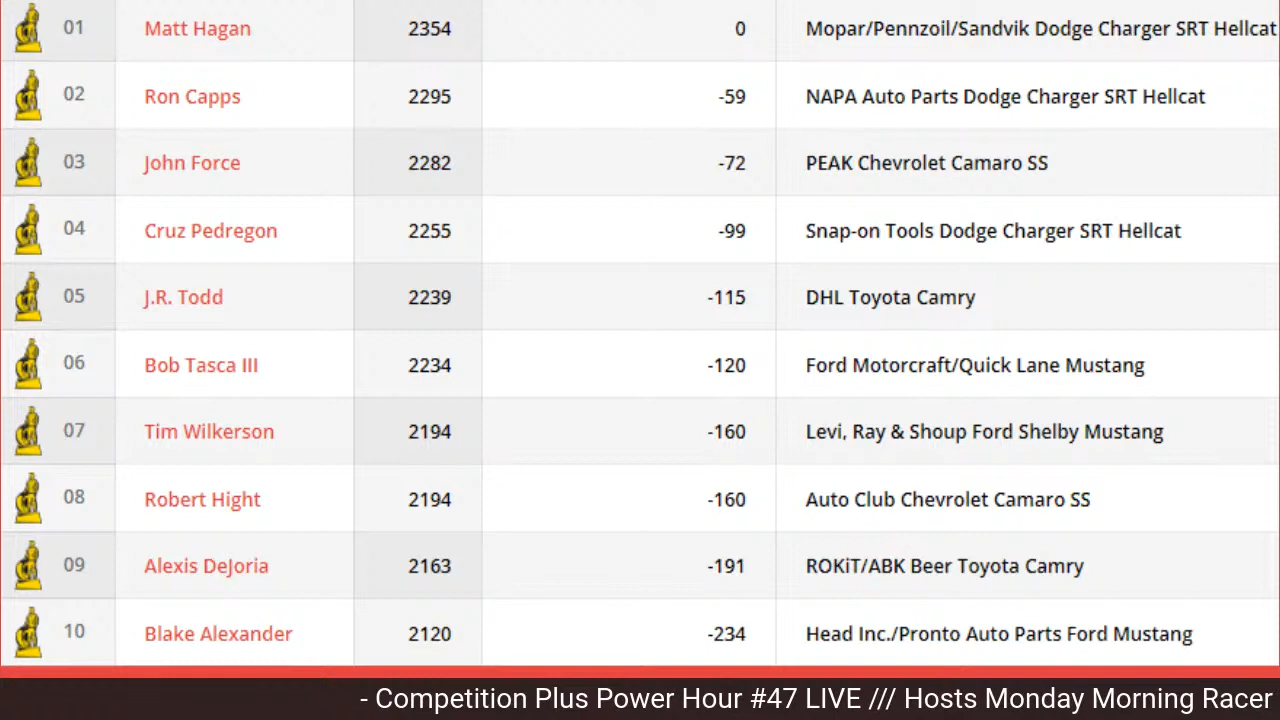 01 Matt Hagan 2354 0 Mopar/Pennzoil/Sandvik Dodge Charger SRT Hellcat
02 Ron Capps 2295 -59 NAPA Auto Parts Dodge Charger SRT Hellcat
03 John Force 2282 -72 PEAK Chevrolet Camaro SS
04 Cruz Pedregon 2255 -99 Snap-on Tools Dodge Charger SRT Hellcat
05 J.R. Todd 2239 -115 DHL Toyota Camry
06 Bob Tasca III 2234 -120 Ford Motorcraft/Quick Lane Mustang
07 Tim Wilkerson 2194 -160 Levi, Ray & Shoup Ford Shelby Mustang
08 Robert Hight 2194 -160 Auto Club Chevrolet Camaro SS
09 Alexis DeJoria 2163 -191 ROKiT/ABK Beer Toyota Camry
10 Blake Alexander 2120 -234 Head Inc./Pronto Auto Parts Ford Mustang
- Competition Plus Power Hour #47 LIVE /// Hosts Monday Morning Racer